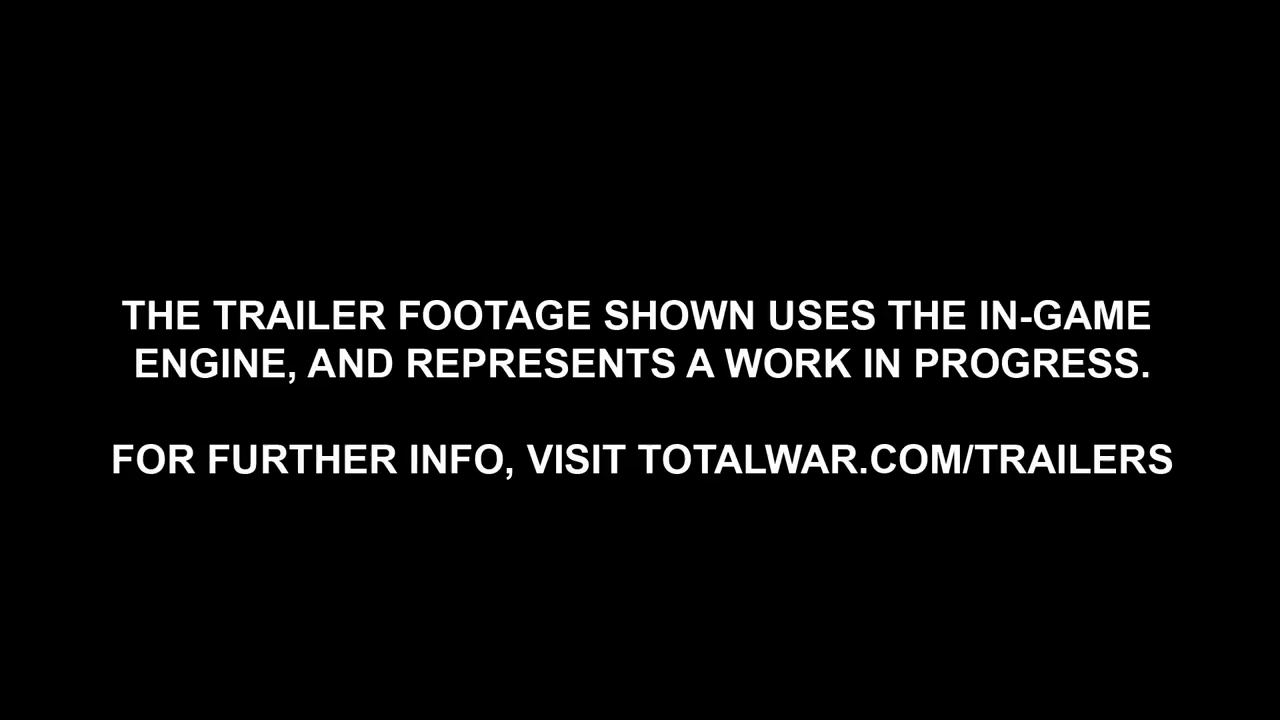 THE TRAILER FOOTAGE SHOWN USES THE IN-GAME
ENGINE, AND REPRESENTS A WORK IN PROGRESS.
FOR FURTHER INFO, VISIT TOTALWAR.COM/TRAILERS